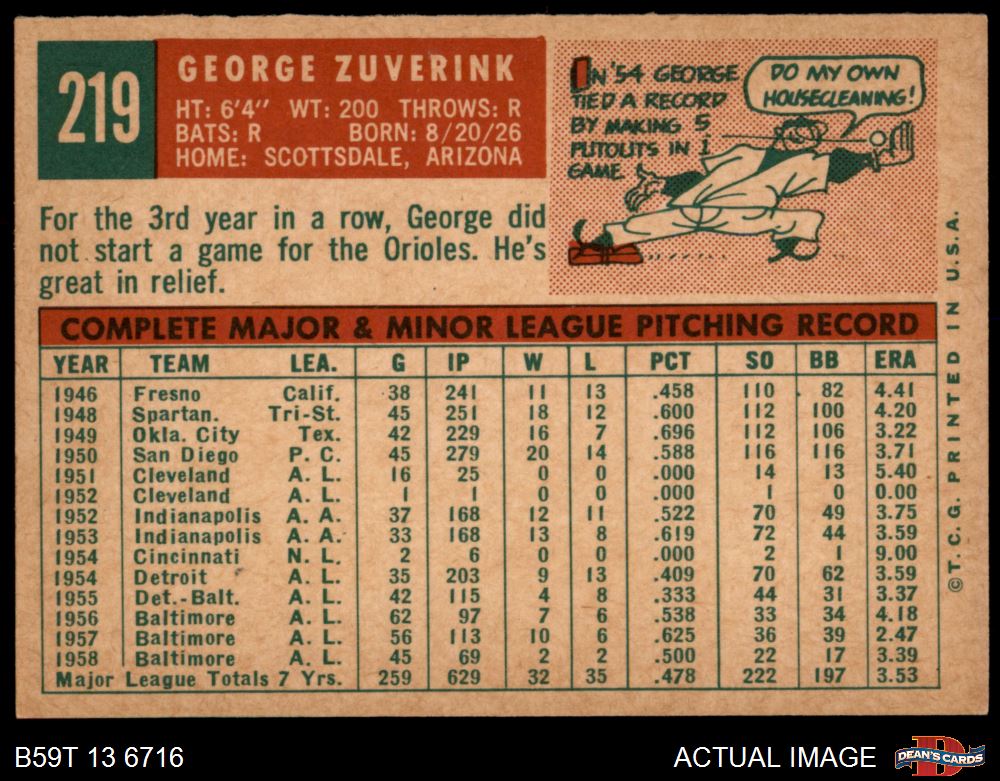 219
GEORGE ZUVERINK
HT: 6'4" WT: 200 THROWS: R
BATS: R BORN: 8/20/26
HOME: SCOTTSDALE, ARIZONA
IN '54 GEORGE
TIED A RECORD
BY MAKING 5
PUTOUTS IN 1
GAME
DO MY OWN
HOUSECLEANING!
For the 3rd year in a row, George did
not start a game for the Orioles. He's
great in relief.
COMPLETE MAJOR & MINOR LEAGUE PITCHING RECORD
YEAR TEAM LEA. G IP W L PCT SO BB ERA
1946 Fresno Calif. 38 241 11 13 .458 110 82 4.41
1948 Spartan. Tri-St. 45 251 18 12 .600 112 100 4.20
1949 Okla. City Tex. 42 229 16 7 .696 112 106 3.22
1950 San Diego P. C. 45 279 20 14 .588 116 116 3.71
1951 Cleveland A. L. 16 25 0 0 .000 14 13 5.40
1952 Cleveland A. L. 1 1 0 0 .000 1 0 0.00
1952 Indianapolis A. A. 37 168 12 11 .522 70 49 3.75
1953 Indianapolis A. A. 33 168 13 8 .619 72 44 3.59
1954 Cincinnati N. L. 2 6 0 0 .000 2 1 9.00
1954 Detroit A. L. 35 203 9 13 .409 70 62 3.59
1955 Det.-Balt. A. L. 42 115 4 8 .333 44 31 3.37
1956 Baltimore A. L. 62 97 7 6 .538 33 34 4.18
1957 Baltimore A. L. 56 113 10 6 .625 36 39 2.47
1958 Baltimore A. L. 45 69 2 2 .500 22 17 3.39
Major League Totals 7 Yrs. 259 629 32 35 .478 222 197 3.53
©T.C.G. PRINTED IN U.S.A.
B59T 13 6716
ACTUAL IMAGE
DEAN'S CARDS